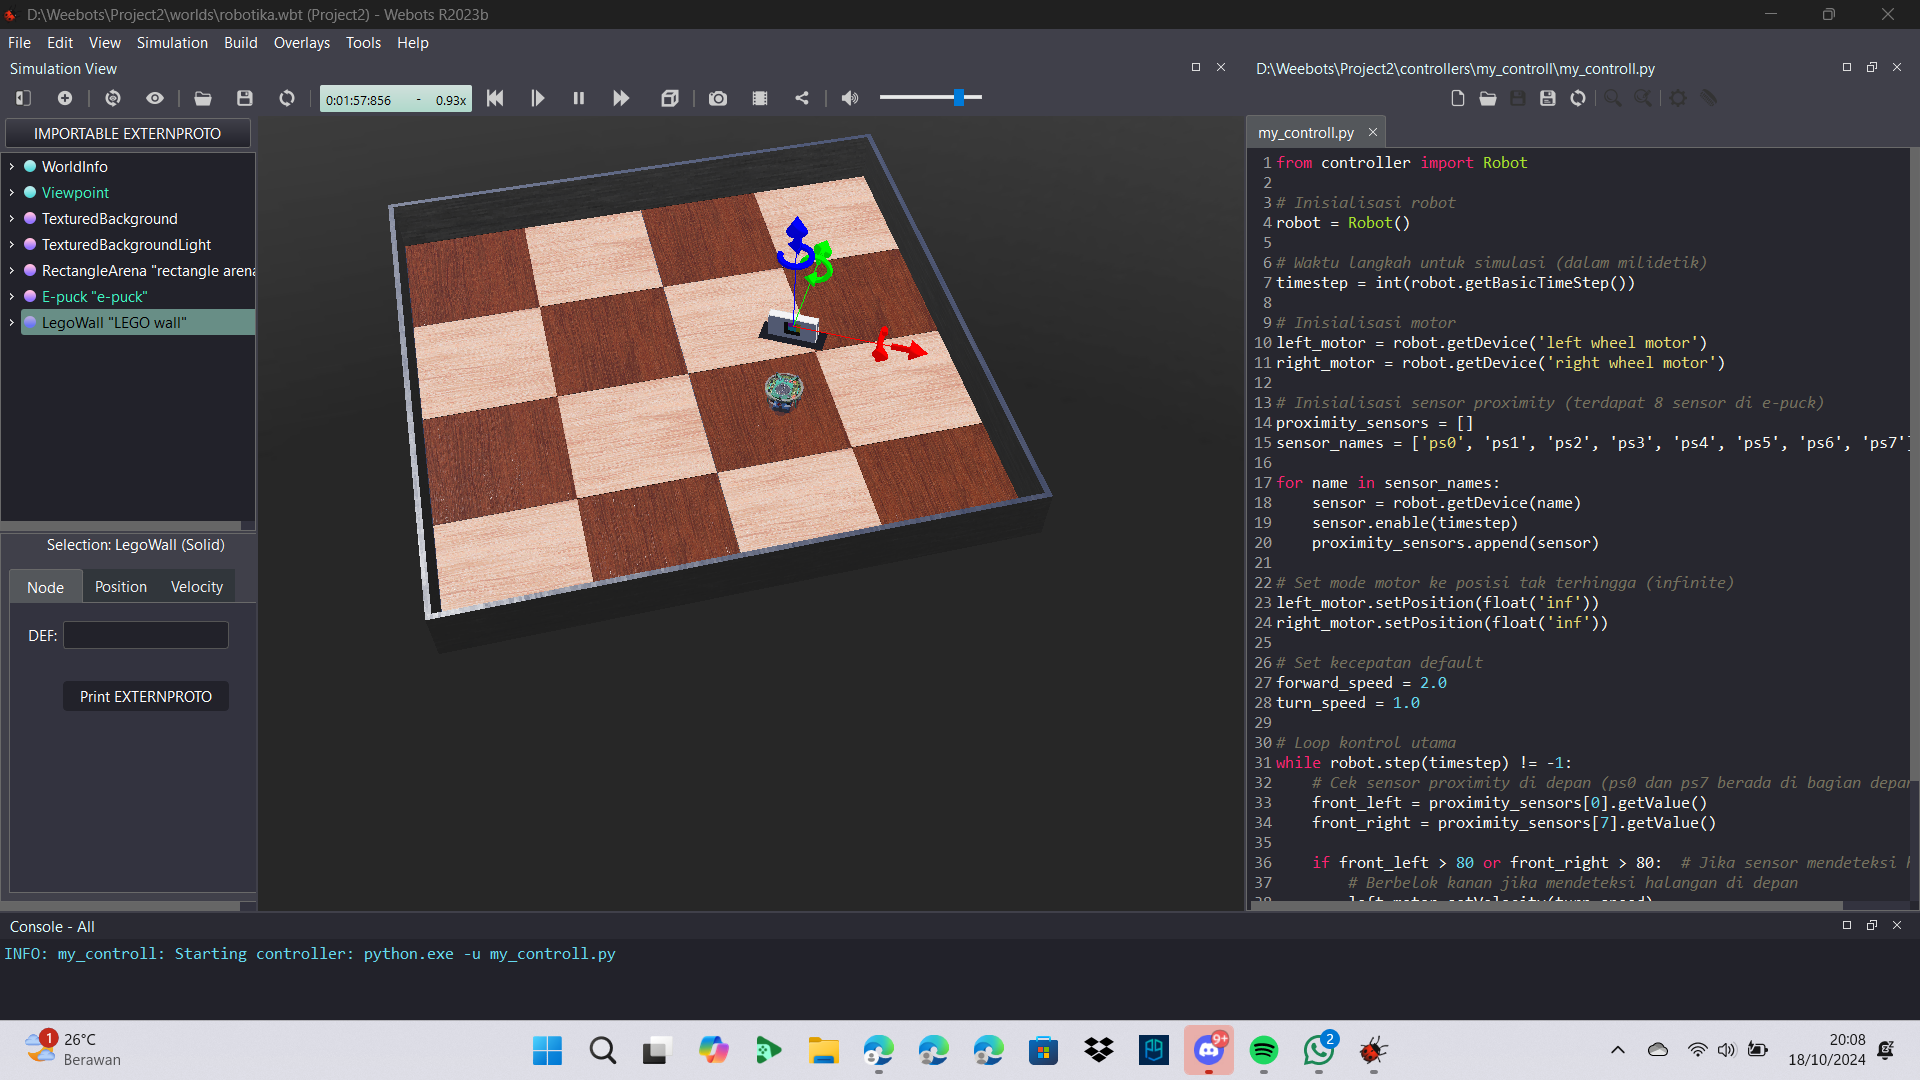 D:\Weebots\Project2\worlds\robotika.wbt (Project2) - Webots R2023b
File Edit View Simulation Build Overlays Tools Help
Simulation View
0:01:57:856 - 0.93x
IMPORTABLE EXTERNPROTO
WorldInfo
Viewpoint
TexturedBackground
TexturedBackgroundLight
RectangleArena "rectangle arena
E-puck "e-puck"
LegoWall "LEGO wall"
Selection: LegoWall (Solid)
Node Position Velocity
DEF:
Print EXTERNPROTO
D:\Weebots\Project2\controllers\my_controll\my_controll.py
my_controll.py
1 from controller import Robot
2
3 # Inisialisasi robot
4 robot = Robot()
5
6 # Waktu langkah untuk simulasi (dalam milidetik)
7 timestep = int(robot.getBasicTimeStep())
8
9 # Inisialisasi motor
10 left_motor = robot.getDevice('left wheel motor')
11 right_motor = robot.getDevice('right wheel motor')
12
13 # Inisialisasi sensor proximity (terdapat 8 sensor di e-puck)
14 proximity_sensors = []
15 sensor_names = ['ps0', 'ps1', 'ps2', 'ps3', 'ps4', 'ps5', 'ps6', 'ps7']
16
17 for name in sensor_names:
18 sensor = robot.getDevice(name)
19 sensor.enable(timestep)
20 proximity_sensors.append(sensor)
21
22 # Set mode motor ke posisi tak terhingga (infinite)
23 left_motor.setPosition(float('inf'))
24 right_motor.setPosition(float('inf'))
25
26 # Set kecepatan default
27 forward_speed = 2.0
28 turn_speed = 1.0
29
30 # Loop kontrol utama
31 while robot.step(timestep) != -1:
32 # Cek sensor proximity di depan (ps0 dan ps7 berada di bagian depan
33 front_left = proximity_sensors[0].getValue()
34 front_right = proximity_sensors[7].getValue()
35
36 if front_left > 80 or front_right > 80: # Jika sensor mendeteksi
37 # Berbelok kanan jika mendeteksi halangan di depan
38 left_motor.setVelocity(turn_speed)
Console - All
INFO: my_controll: Starting controller: python.exe -u my_controll.py
1
26°C
Berawan
9+
2
20:08
18/10/2024